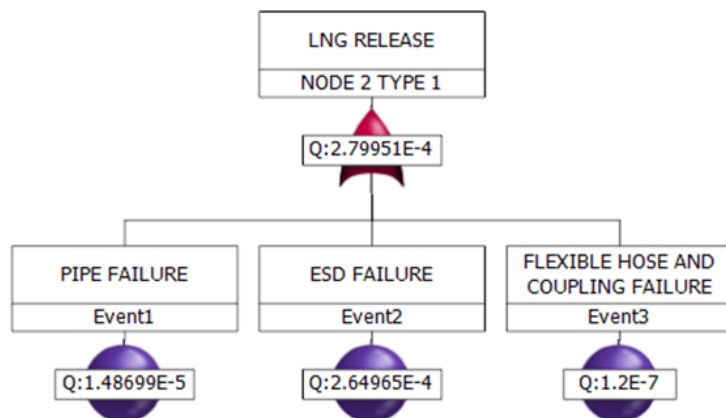 LNG RELEASE
NODE 2 TYPE 1
Q:2.79951E-4
PIPE FAILURE
Event1
Q:1.48699E-5
ESD FAILURE
Event2
Q:2.64965E-4
FLEXIBLE HOSE AND
COUPLING FAILURE
Event3
Q:1.2E-7